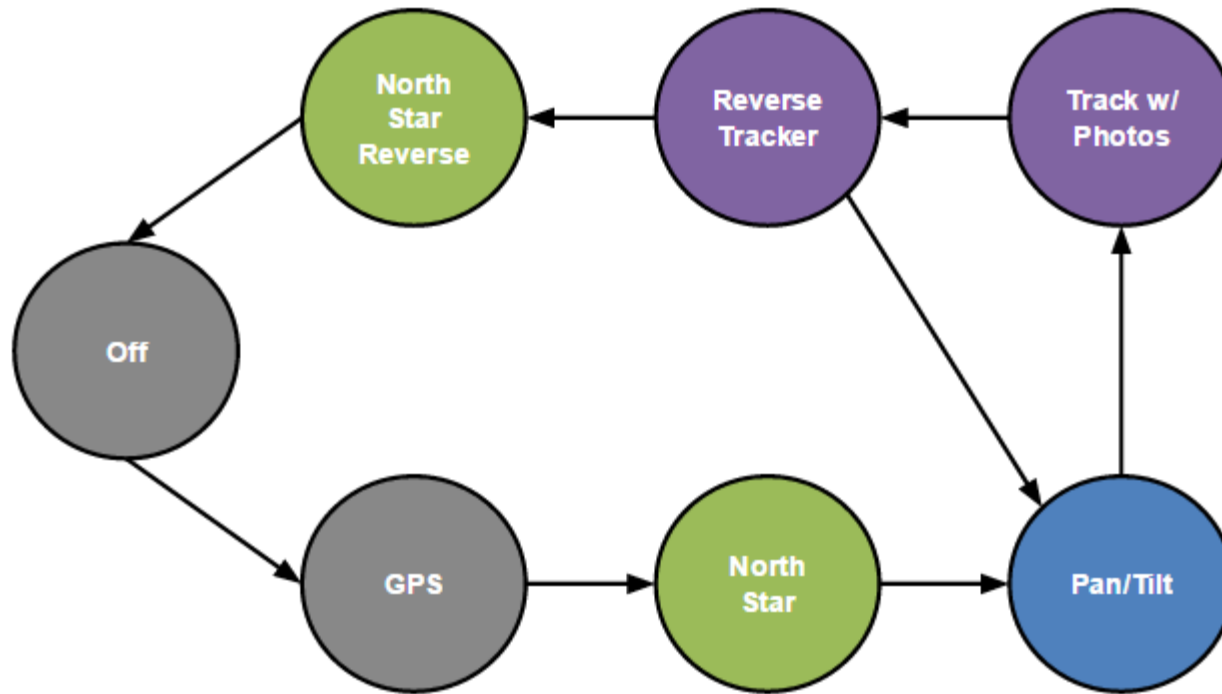 North
Star
Reverse
Reverse
Tracker
Track w/
Photos
Off
GPS
North
Star
Pan/Tilt